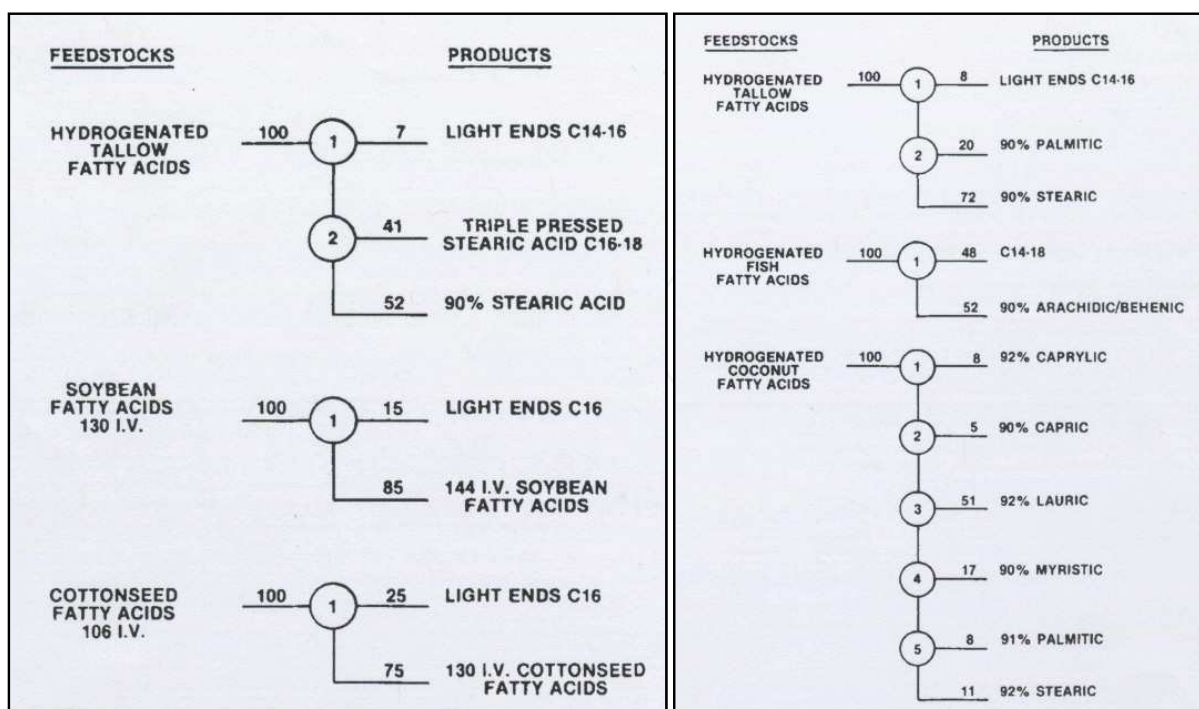 FEEDSTOCKS
PRODUCTS
HYDROGENATED
TALLOW
FATTY ACIDS
100
1
7
LIGHT ENDS C14-16
2
41
TRIPLE PRESSED
STEARIC ACID C16-18
52
90% STEARIC ACID
SOYBEAN
FATTY ACIDS
130 I.V.
100
1
15
LIGHT ENDS C16
85
144 I.V. SOYBEAN
FATTY ACIDS
COTTONSEED
FATTY ACIDS
106 I.V.
100
1
25
LIGHT ENDS C16
75
130 I.V. COTTONSEED
FATTY ACIDS
FEEDSTOCKS
PRODUCTS
HYDROGENATED
TALLOW
FATTY ACIDS
100
1
8
LIGHT ENDS C14-16
2
20
90% PALMITIC
72
90% STEARIC
HYDROGENATED
FISH
FATTY ACIDS
100
1
48
C14-18
52
90% ARACHIDIC/BEHENIC
HYDROGENATED
COCONUT
FATTY ACIDS
100
1
8
92% CAPRYLIC
2
5
90% CAPRIC
3
51
92% LAURIC
4
17
90% MYRISTIC
5
8
91% PALMITIC
11
92% STEARIC